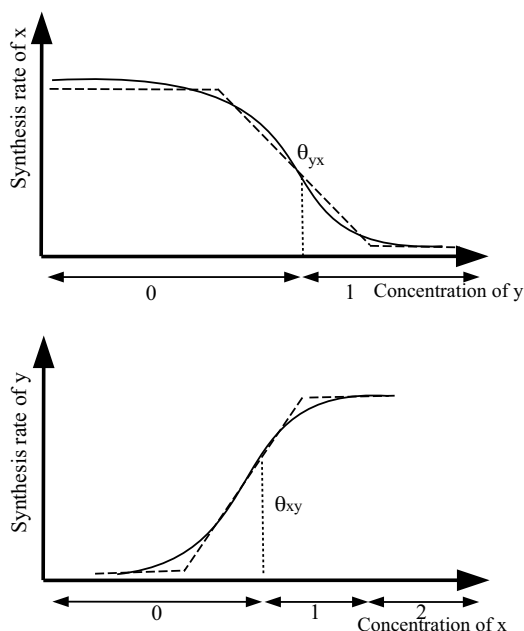 Synthesis rate of x
θyx
0
1
Concentration of y
Synthesis rate of y
θxy
0
1
2
Concentration of x